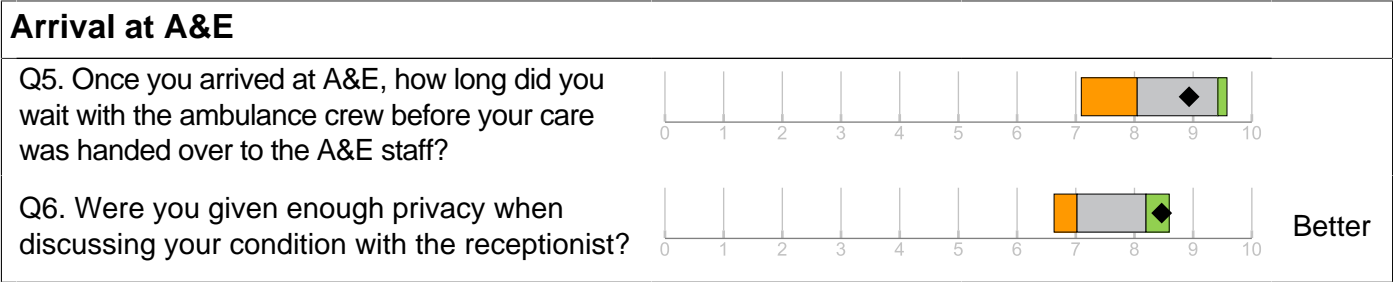 Arrival at A&E
Q5. Once you arrived at A&E, how long did you
wait with the ambulance crew before your care
was handed over to the A&E staff?
0 1 2 3 4 5 6 7 8 9 10
Q6. Were you given enough privacy when
discussing your condition with the receptionist?
0 1 2 3 4 5 6 7 8 9 10
Better